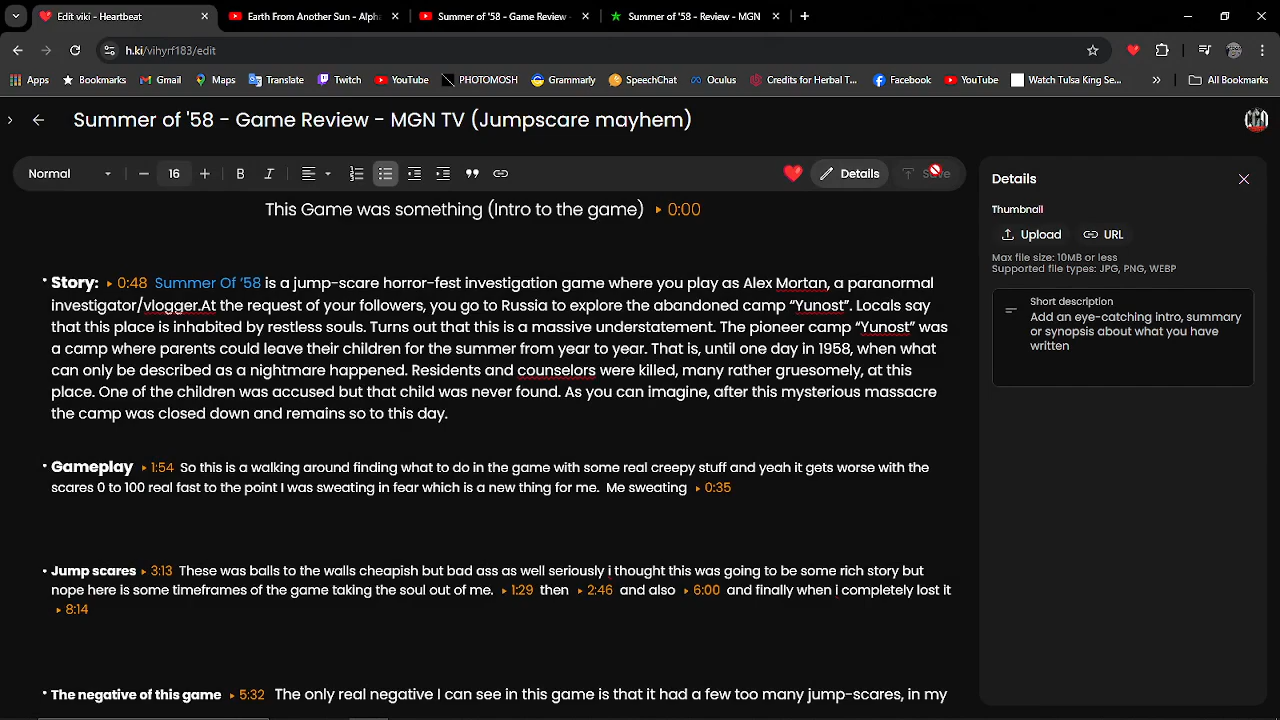 Edit viki - Heartbeat
Earth From Another Sun - Alph
Summer of '58 - Game Review -
Summer of '58 - Review - MGN
h.ki/vihyrf183/edit
Apps
Bookmarks
Gmail
Maps
Translate
Twitch
YouTube
PHOTOMOSH
Grammarly
SpeechChat
Oculus
Credits for Herbal T...
Facebook
YouTube
Watch Tulsa King Se...
All Bookmarks
Summer of '58 - Game Review - MGN TV (Jumpscare mayhem)
Normal
16
B
I
Details
Save
This Game was something (Intro to the game) 0:00
Story: 0:48 Summer Of ‘58 is a jump-scare horror-fest investigation game where you play as Alex Mortan, a paranormal
investigator/vlogger.At the request of your followers, you go to Russia to explore the abandoned camp “Yunost”. Locals say
that this place is inhabited by restless souls. Turns out that this is a massive understatement. The pioneer camp “Yunost” was
a camp where parents could leave their children for the summer from year to year. That is, until one day in 1958, when what
can only be described as a nightmare happened. Residents and counselors were killed, many rather gruesomely, at this
place. One of the children was accused but that child was never found. As you can imagine, after this mysterious massacre
the camp was closed down and remains so to this day.
Gameplay 1:54 So this is a walking around finding what to do in the game with some real creepy stuff and yeah it gets worse with the
scares 0 to 100 real fast to the point I was sweating in fear which is a new thing for me. Me sweating 0:35
Jump scares 3:13 These was balls to the walls cheapish but bad ass as well seriously i thought this was going to be some rich story but
nope here is some timeframes of the game taking the soul out of me. 1:29 then 2:46 and also 6:00 and finally when i completely lost it
8:14
The negative of this game 5:32 The only real negative I can see in this game is that it had a few too many jump-scares, in my
Details
Thumbnail
Upload
URL
Max file size: 10MB or less
Supported file types: JPG, PNG, WEBP
Short description
Add an eye-catching intro, summary
or synopsis about what you have
written